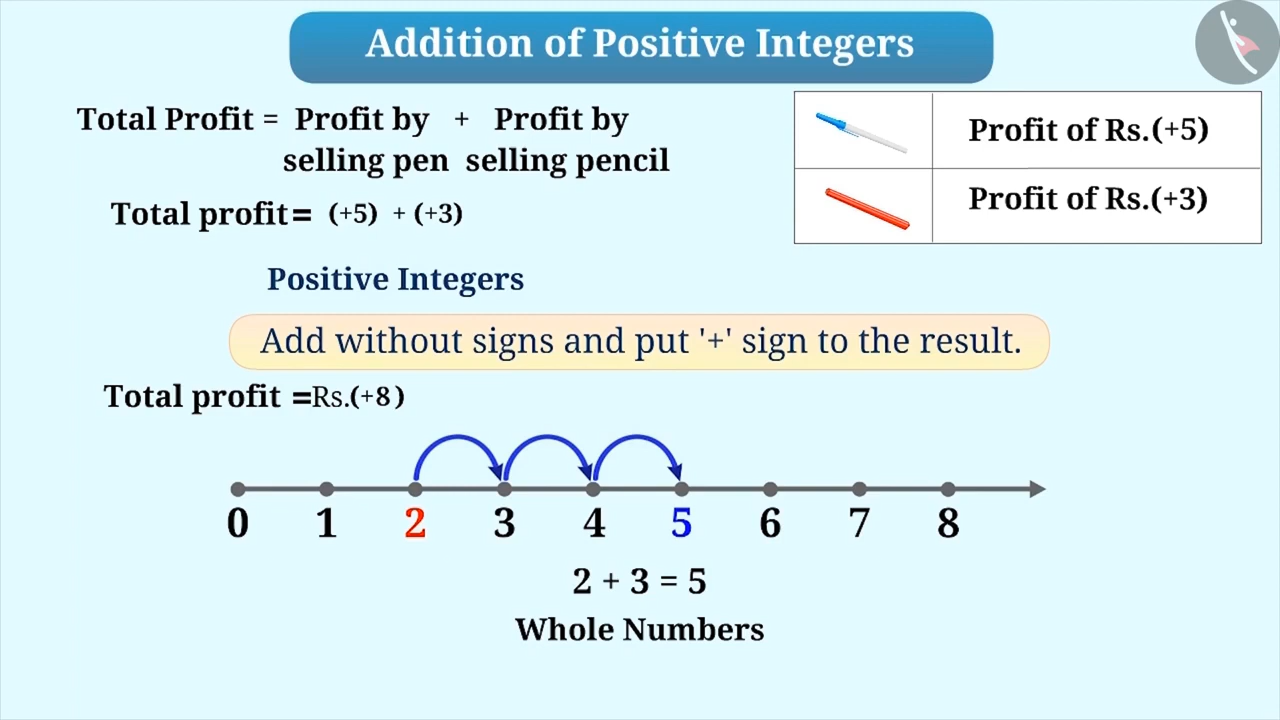 Addition of Positive Integers
Total Profit = Profit by + Profit by
selling pen selling pencil
Total profit= (+5) + (+3)
Profit of Rs.(+5)
Profit of Rs.(+3)
Positive Integers
Add without signs and put '+' sign to the result.
Total profit =Rs.(+8)
0 1 2 3 4 5 6 7 8
2 + 3 = 5
Whole Numbers